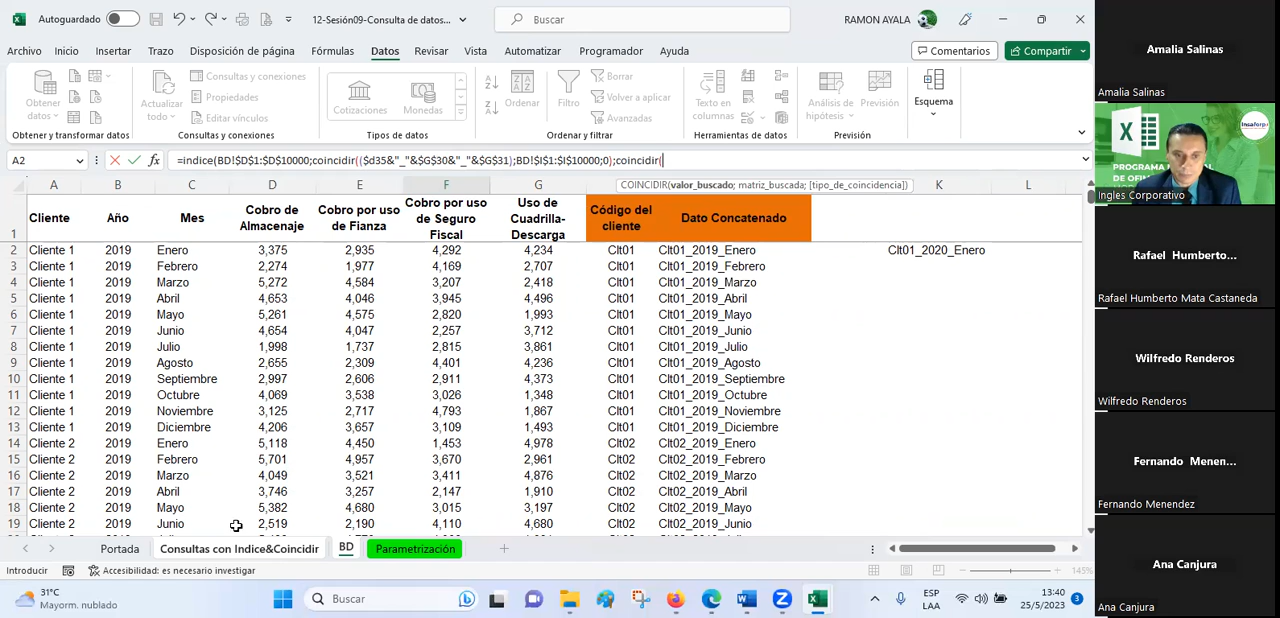 Autoguardado
12-Sesión09-Consulta de datos...
Buscar
RAMON AYALA
Archivo Inicio Insertar Trazo Disposición de página Fórmulas Datos Revisar Vista Automatizar Programador Ayuda
Comentarios
Compartir
Obtener datos
Actualizar todo
Consultas y conexiones
Propiedades
Editar vínculos
Cotizaciones
Monedas
Ordenar
Filtro
Borrar
Volver a aplicar
Avanzadas
Texto en columnas
Análisis de hipótesis
Previsión
Esquema
Obtener y transformar datos
Consultas y conexiones
Tipos de datos
Ordenar y filtrar
Herramientas de datos
Previsión
A2
fx
=indice(BD!$D$1:$D$10000;coincidir(($d35&"_"&$G$30&"_"&$G$31);BD!$I$1:$I$10000;0);coincidir(
COINCIDIR(valor_buscado; matriz_buscada; [tipo_de_coincidencia])
A B C D E F G K L
1 Cliente Año Mes Cobro de Almacenaje Cobro por uso de Fianza Cobro por uso de Seguro Fiscal Uso de Cuadrilla-Descarga Código del cliente Dato Concatenado
2 Cliente 1 2019 Enero 3,375 2,935 4,292 4,234 Clt01 Clt01_2019_Enero Clt01_2020_Enero
3 Cliente 1 2019 Febrero 2,274 1,977 4,169 2,707 Clt01 Clt01_2019_Febrero
4 Cliente 1 2019 Marzo 5,272 4,584 3,207 2,418 Clt01 Clt01_2019_Marzo
5 Cliente 1 2019 Abril 4,653 4,046 3,945 4,496 Clt01 Clt01_2019_Abril
6 Cliente 1 2019 Mayo 5,261 4,575 2,820 1,993 Clt01 Clt01_2019_Mayo
7 Cliente 1 2019 Junio 4,654 4,047 2,257 3,712 Clt01 Clt01_2019_Junio
8 Cliente 1 2019 Julio 1,998 1,737 2,815 3,861 Clt01 Clt01_2019_Julio
9 Cliente 1 2019 Agosto 2,655 2,309 4,401 4,236 Clt01 Clt01_2019_Agosto
10 Cliente 1 2019 Septiembre 2,997 2,606 2,911 4,373 Clt01 Clt01_2019_Septiembre
11 Cliente 1 2019 Octubre 4,069 3,538 3,026 1,348 Clt01 Clt01_2019_Octubre
12 Cliente 1 2019 Noviembre 3,125 2,717 4,793 1,867 Clt01 Clt01_2019_Noviembre
13 Cliente 1 2019 Diciembre 4,206 3,657 3,109 1,493 Clt01 Clt01_2019_Diciembre
14 Cliente 2 2019 Enero 5,118 4,450 1,453 4,978 Clt02 Clt02_2019_Enero
15 Cliente 2 2019 Febrero 5,701 4,957 3,670 2,961 Clt02 Clt02_2019_Febrero
16 Cliente 2 2019 Marzo 4,049 3,521 3,411 4,876 Clt02 Clt02_2019_Marzo
17 Cliente 2 2019 Abril 3,746 3,257 2,147 1,910 Clt02 Clt02_2019_Abril
18 Cliente 2 2019 Mayo 5,382 4,680 3,015 3,197 Clt02 Clt02_2019_Mayo
19 Cliente 2 2019 Junio 2,519 2,190 4,110 4,680 Clt02 Clt02_2019_Junio
Portada
Consultas con Indice&Coincidir
BD
Parametrización
Introducir
Accesibilidad: es necesario investigar
145%
31°C
Mayorm. nublado
Buscar
ESP
LAA
13:40
25/5/2023
3
Amalia Salinas
Amalia Salinas
Insaforp
PROGRAMA
Ingles Corporativo
Rafael Humberto...
Rafael Humberto Mata Castaneda
Wilfredo Renderos
Wilfredo Renderos
Fernando Menen...
Fernando Menendez
Ana Canjura
Ana Canjura